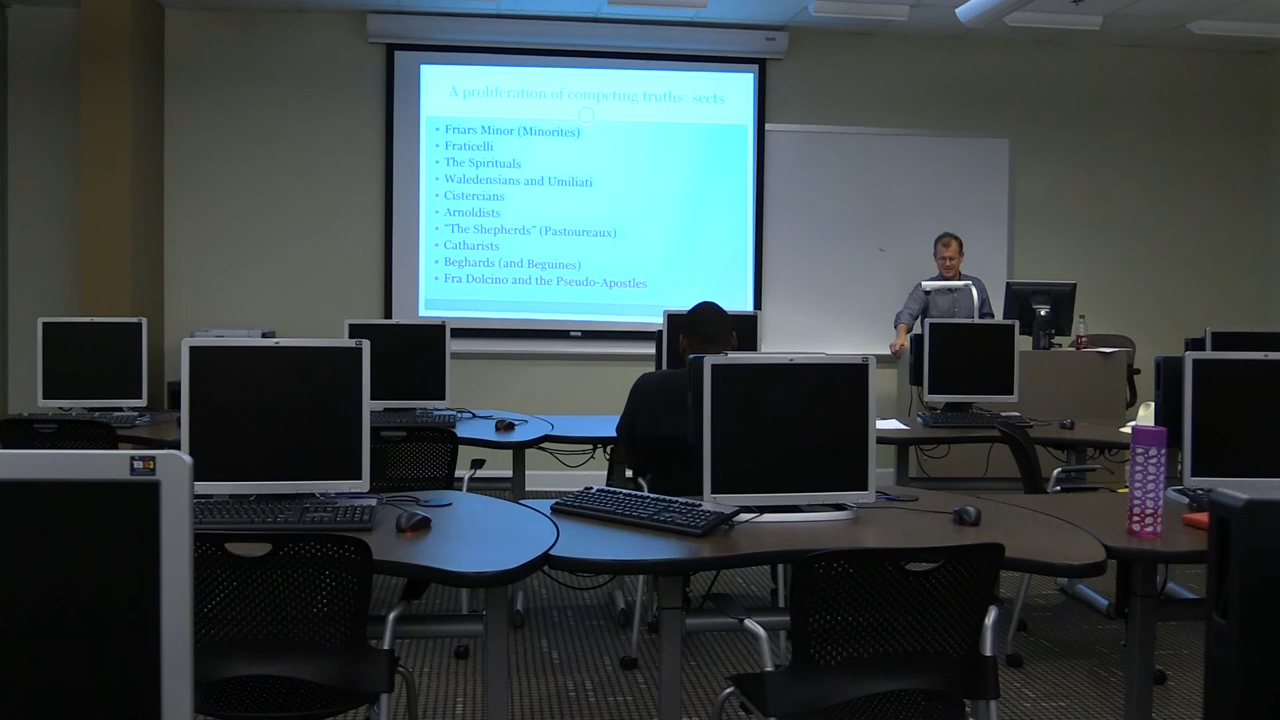 A proliferation of competing truths: sects
• Friars Minor (Minorites)
• Fraticelli
• The Spirituals
• Waledensians and Umiliati
• Cistercians
• Arnoldists
• "The Shepherds" (Pastoureaux)
• Catharists
• Beghards (and Beguines)
• Fra Dolcino and the Pseudo-Apostles